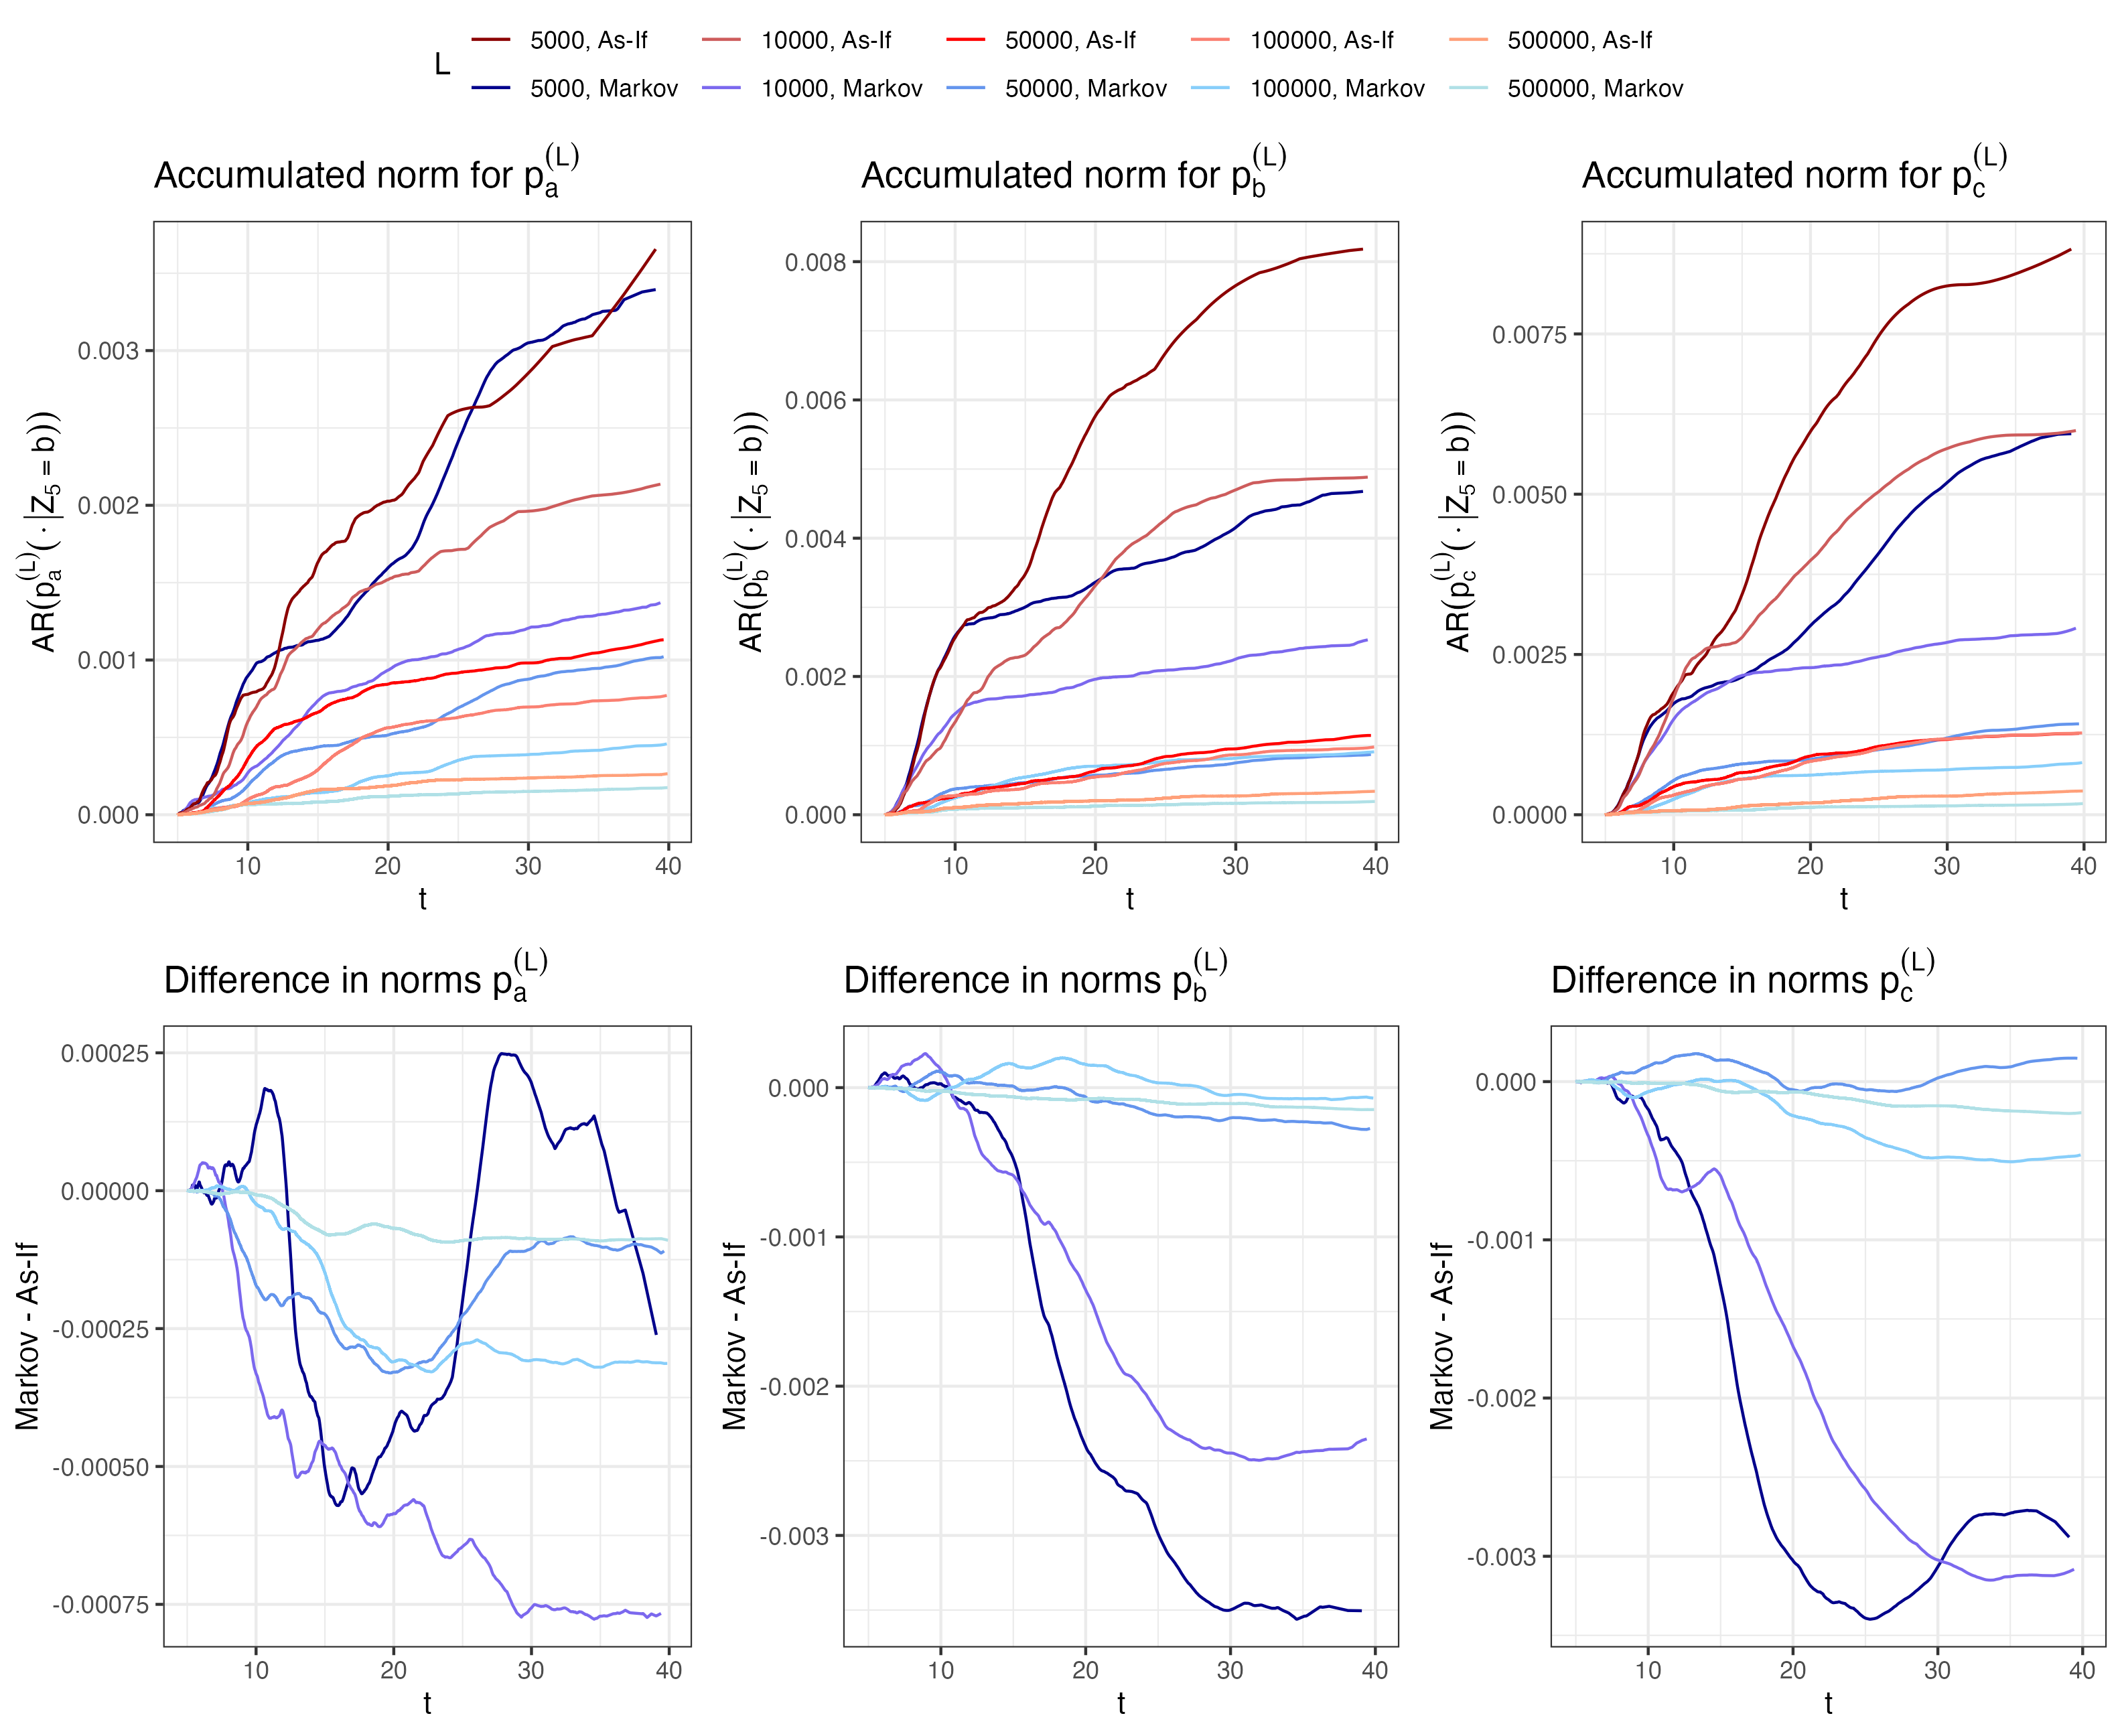 L
5000, As-If 10000, As-If 50000, As-If 100000, As-If 500000, As-If
5000, Markov 10000, Markov 50000, Markov 100000, Markov 500000, Markov
Accumulated norm for p_a^(L)
AR(p_a^(L)( · |Z_5 = b))
0.003
0.002
0.001
0.000
10 20 30 40
t
Accumulated norm for p_b^(L)
AR(p_b^(L)( · |Z_5 = b))
0.008
0.006
0.004
0.002
0.000
10 20 30 40
t
Accumulated norm for p_c^(L)
AR(p_c^(L)( · |Z_5 = b))
0.0075
0.0050
0.0025
0.0000
10 20 30 40
t
Difference in norms p_a^(L)
Markov - As-If
0.00025
0.00000
-0.00025
-0.00050
-0.00075
10 20 30 40
t
Difference in norms p_b^(L)
Markov - As-If
0.000
-0.001
-0.002
-0.003
10 20 30 40
t
Difference in norms p_c^(L)
Markov - As-If
0.000
-0.001
-0.002
-0.003
10 20 30 40
t